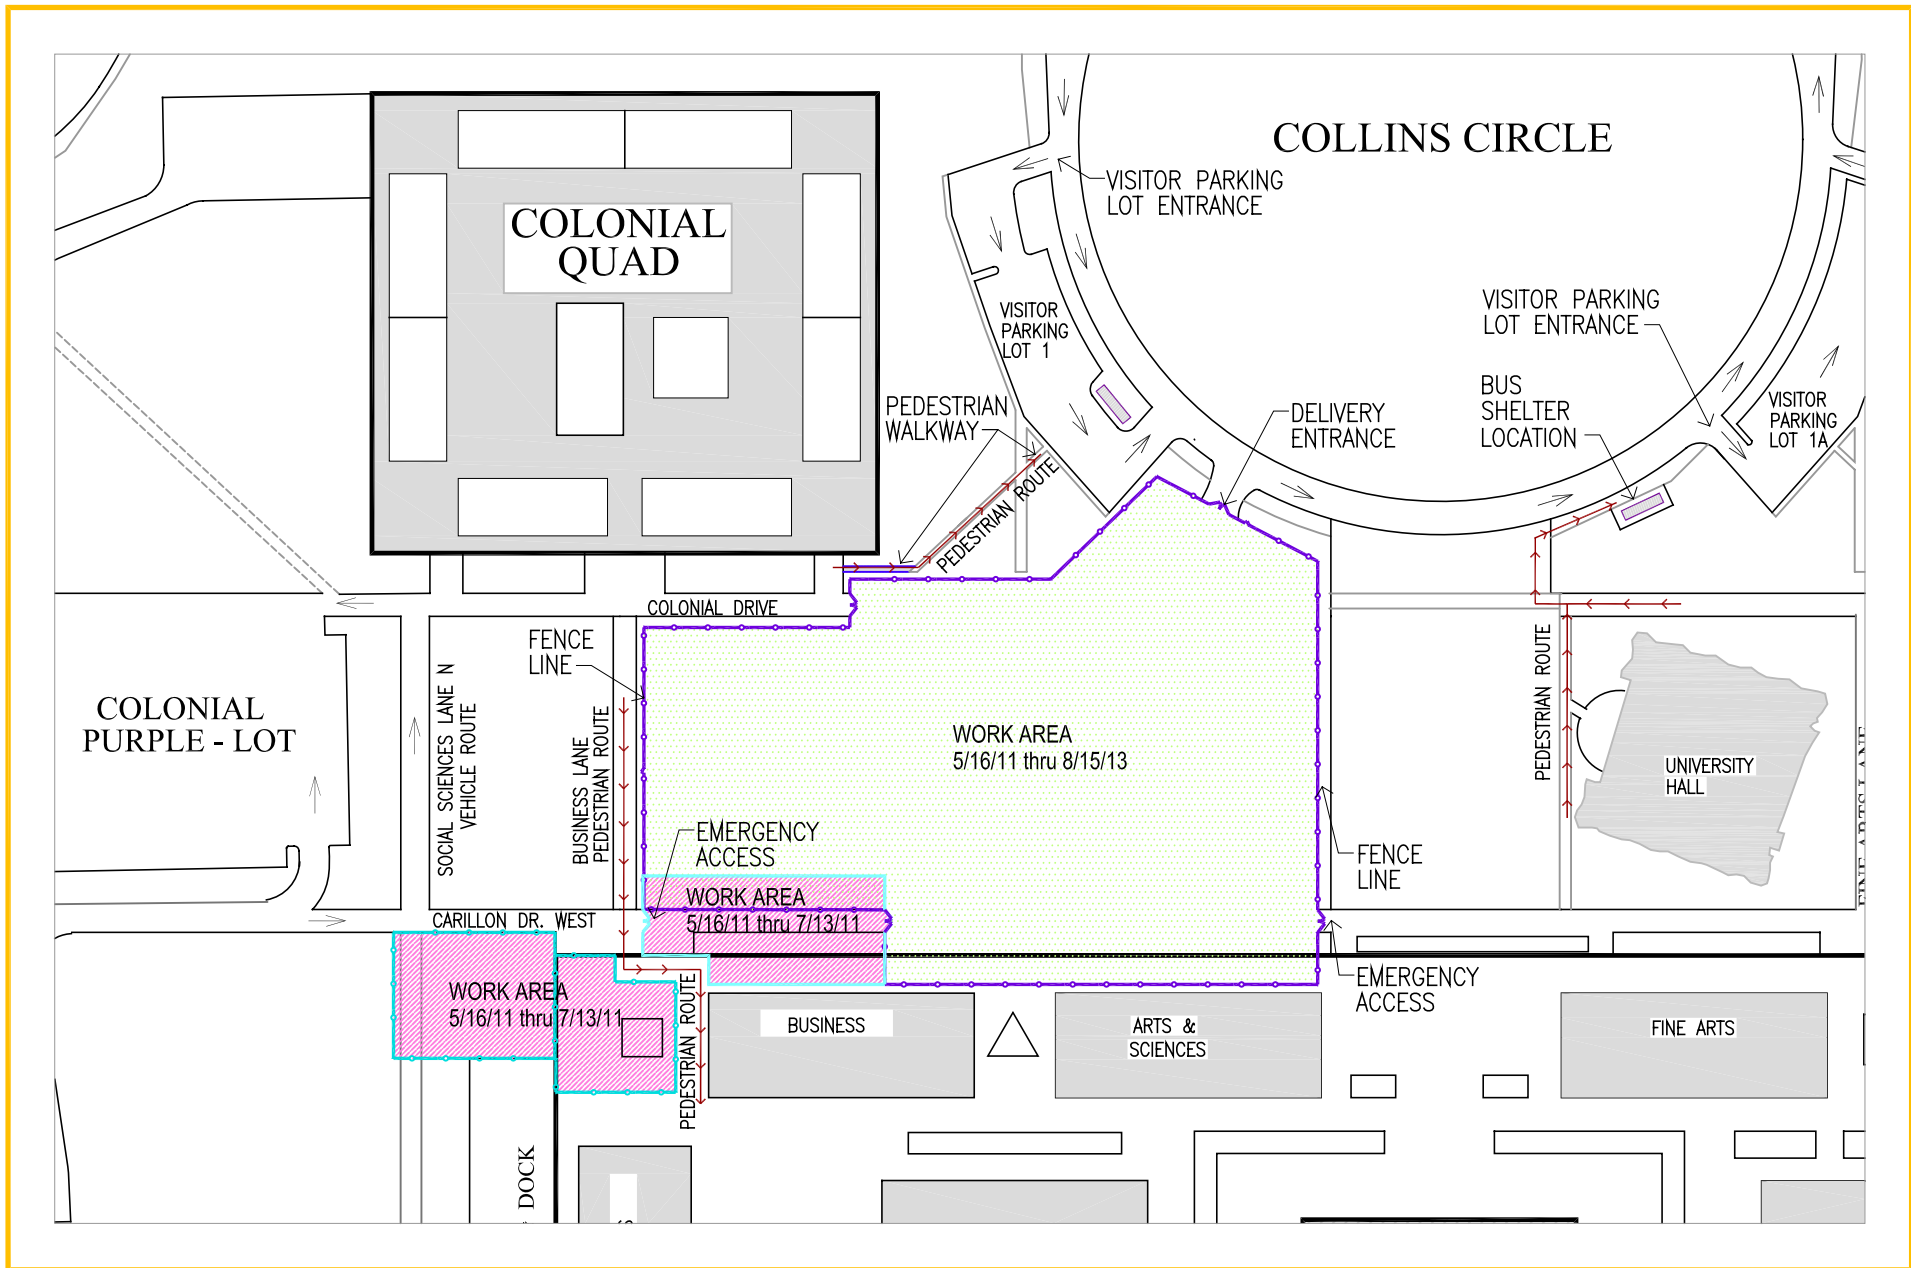 COLLINS CIRCLE
VISITOR PARKING
LOT ENTRANCE
COLONIAL
QUAD
VISITOR
PARKING
LOT 1
VISITOR PARKING
LOT ENTRANCE
PEDESTRIAN
WALKWAY
DELIVERY
ENTRANCE
BUS
SHELTER
LOCATION
VISITOR
PARKING
LOT 1A
PEDESTRIAN ROUTE
COLONIAL DRIVE
FENCE
LINE
COLONIAL
PURPLE - LOT
SOCIAL SCIENCES LANE N
VEHICLE ROUTE
BUSINESS LANE
PEDESTRIAN ROUTE
WORK AREA
5/16/11 thru 8/15/13
PEDESTRIAN ROUTE
UNIVERSITY
HALL
FINE ARTS LANE
EMERGENCY
ACCESS
FENCE
LINE
WORK AREA
5/16/11 thru 7/13/11
CARILLON DR. WEST
WORK AREA
5/16/11 thru 7/13/11
PEDESTRIAN ROUTE
EMERGENCY
ACCESS
BUSINESS
ARTS &
SCIENCES
FINE ARTS
DOCK